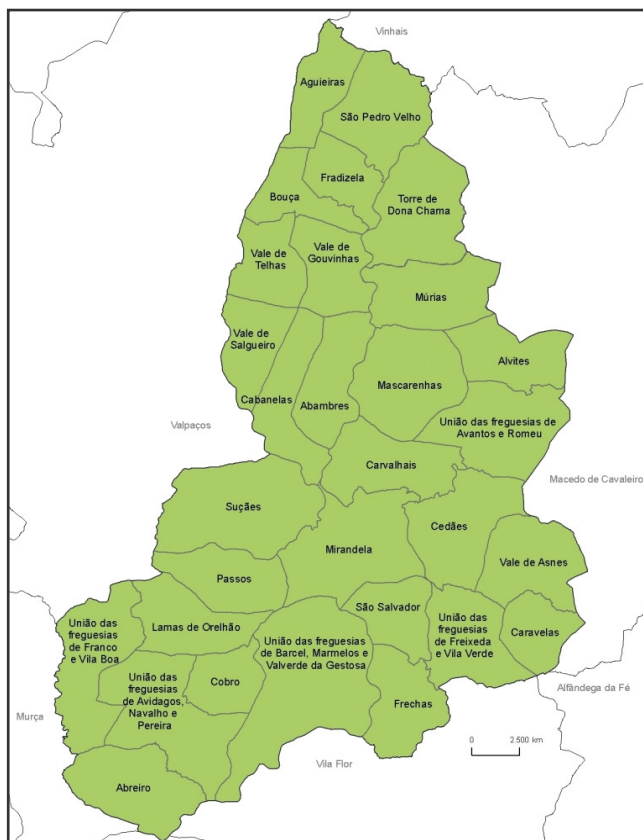 Vinhais
Aguieiras
São Pedro Velho
Fradizela
Bouça
Torre de
Dona Chama
Vale de
Telhas
Vale de
Gouvinhas
Múrias
Vale de
Salgueiro
Alvites
Mascarenhas
Cabanelas
Abambres
União das freguesias de
Avantos e Romeu
Valpaços
Carvalhais
Macedo de Cavaleiro
Suçães
Cedães
Mirandela
Vale de Asnes
Passos
São Salvador
União das
freguesias
de Franco
e Vila Boa
Lamas de Orelhão
União das freguesias
de Barcel, Marmelos e
Valverde da Gestosa
União das
freguesias
de Freixeda
e Vila Verde
Caravelas
União das
freguesias
de Avidagos,
Navalho e
Pereira
Cobro
Alfândega da Fé
Frechas
Murça
0 2.500 km
Vila Flor
Abreiro